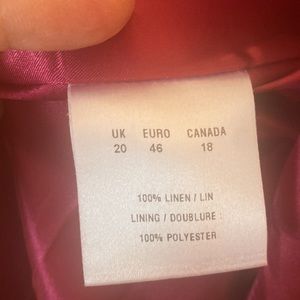 UK EURO CANADA
20 46 18
100% LINEN / LIN
LINING / DOUBLURE :
100% POLYESTER